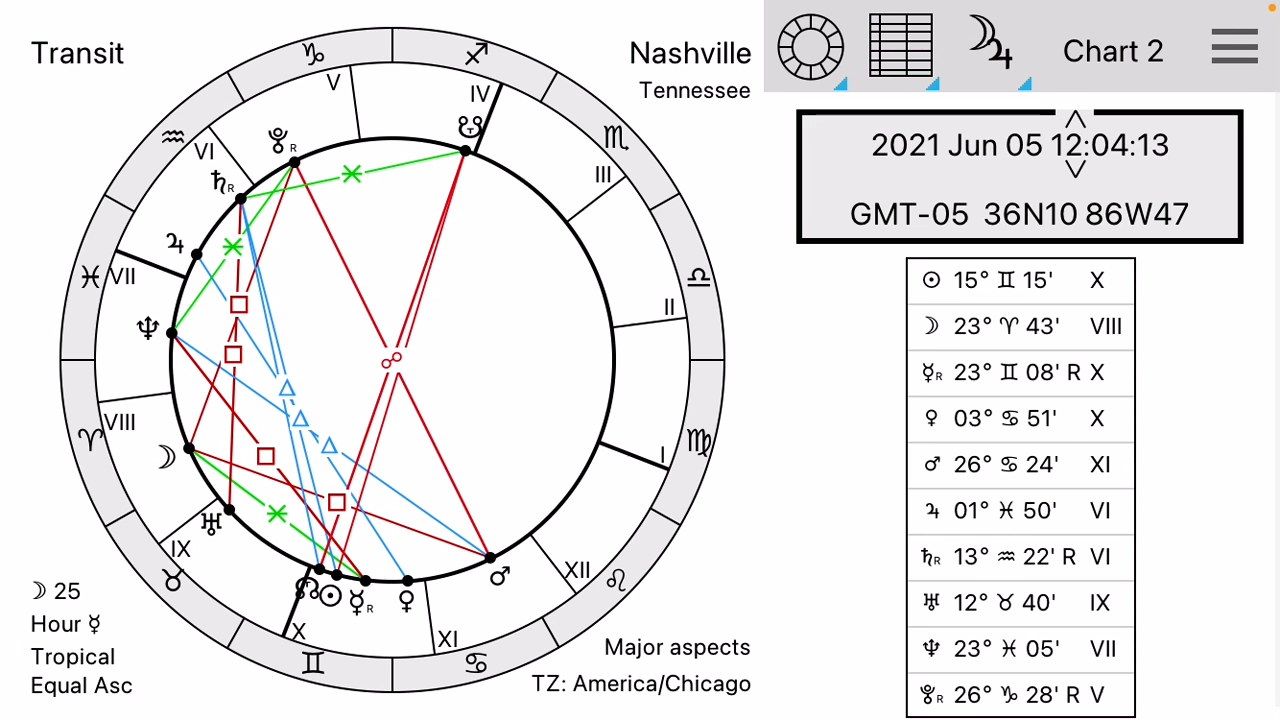 Transit
Nashville
Tennessee
Chart 2
2021 Jun 05 12:04:13
GMT-05 36N10 86W47
♑ ♐
♒ ♏
♓ ♎
♈ ♍
♉ ♌
♊ ♋
V IV
VI III
VII II
VIII I
IX XII
X XI
♇R ☋
♄R
♃
♆
☽
♅
☊ ☉ ☿R ♀ ♂
☉ 15° ♊ 15' X
☽ 23° ♈ 43' VIII
☿R 23° ♊ 08' R X
♀ 03° ♋ 51' X
♂ 26° ♋ 24' XI
♃ 01° ♓ 50' VI
♄R 13° ♒ 22' R VI
♅ 12° ♉ 40' IX
♆ 23° ♓ 05' VII
♇R 26° ♑ 28' R V
☽ 25
Hour ☿
Tropical
Equal Asc
Major aspects
TZ: America/Chicago